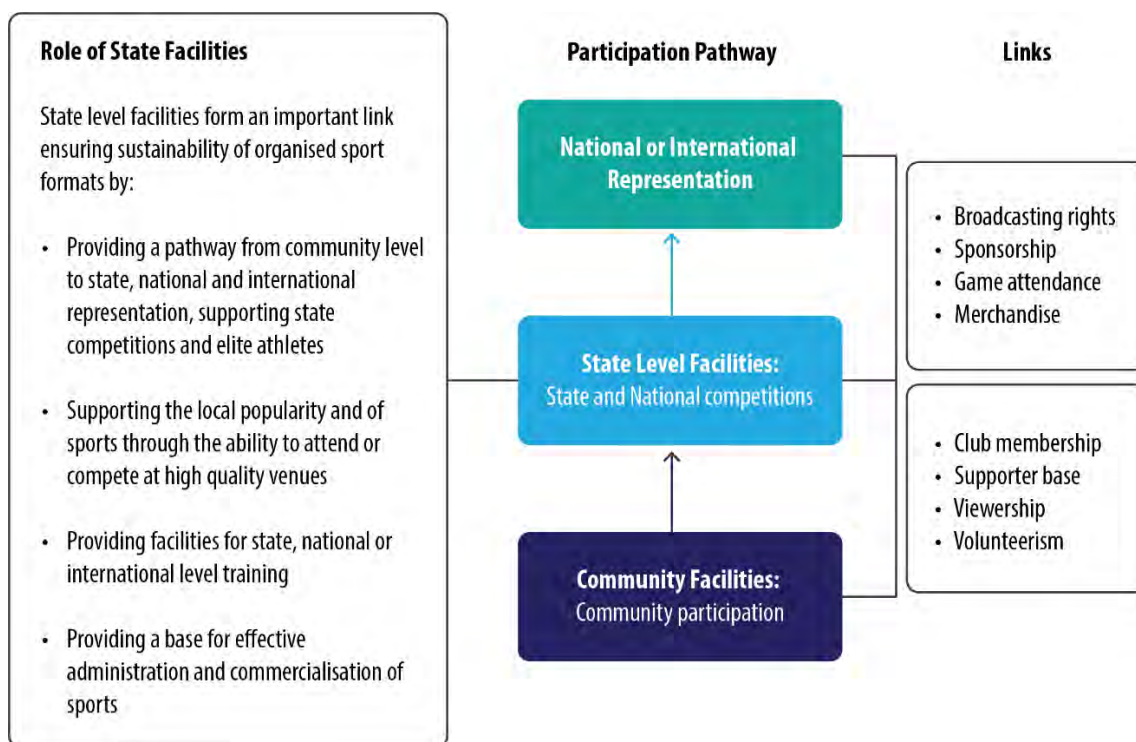 Role of State Facilities
State level facilities form an important link
ensuring sustainability of organised sport
formats by:
• Providing a pathway from community level
to state, national and international
representation, supporting state
competitions and elite athletes
• Supporting the local popularity and of
sports through the ability to attend or
compete at high quality venues
• Providing facilities for state, national or
international level training
• Providing a base for effective
administration and commercialisation of
sports
Participation Pathway
National or International
Representation
State Level Facilities:
State and National competitions
Community Facilities:
Community participation
Links
• Broadcasting rights
• Sponsorship
• Game attendance
• Merchandise
• Club membership
• Supporter base
• Viewership
• Volunteerism